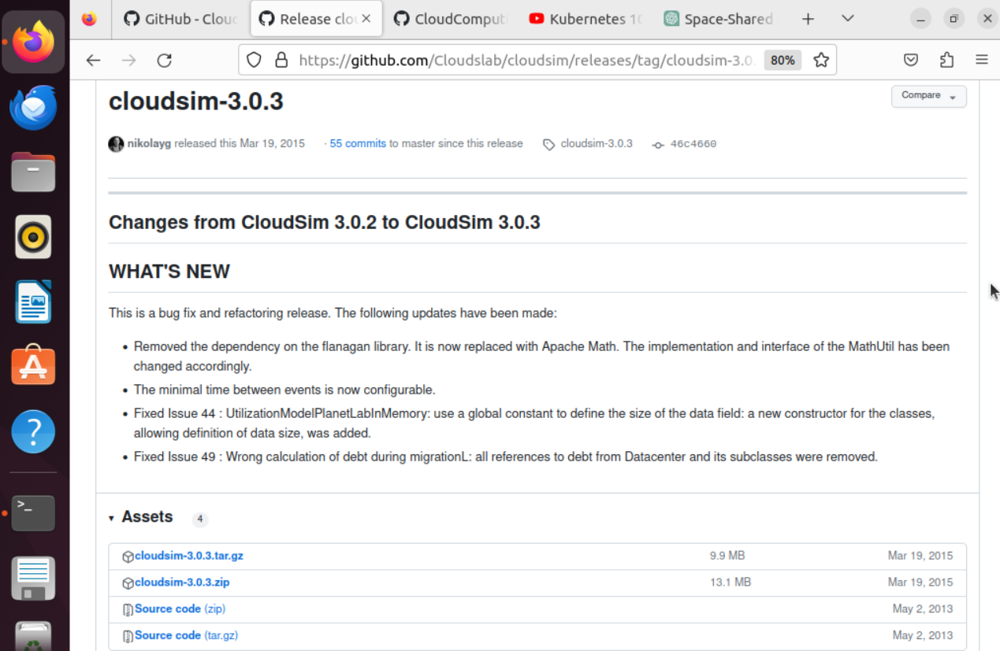 GitHub - Cloud
Release clou
CloudComputi
Kubernetes 10
Space-Shared
https://github.com/Cloudslab/cloudsim/releases/tag/cloudsim-3.0.
80%
cloudsim-3.0.3
Compare
nikolayg released this Mar 19, 2015 · 55 commits to master since this release cloudsim-3.0.3 46c4660
Changes from CloudSim 3.0.2 to CloudSim 3.0.3
WHAT'S NEW
This is a bug fix and refactoring release. The following updates have been made:
• Removed the dependency on the flanagan library. It is now replaced with Apache Math. The implementation and interface of the MathUtil has been
changed accordingly.
• The minimal time between events is now configurable.
• Fixed Issue 44 : UtilizationModelPlanetLabInMemory: use a global constant to define the size of the data field: a new constructor for the classes,
allowing definition of data size, was added.
• Fixed Issue 49 : Wrong calculation of debt during migrationL: all references to debt from Datacenter and its subclasses were removed.
Assets 4
cloudsim-3.0.3.tar.gz 9.9 MB Mar 19, 2015
cloudsim-3.0.3.zip 13.1 MB Mar 19, 2015
Source code (zip) May 2, 2013
Source code (tar.gz) May 2, 2013